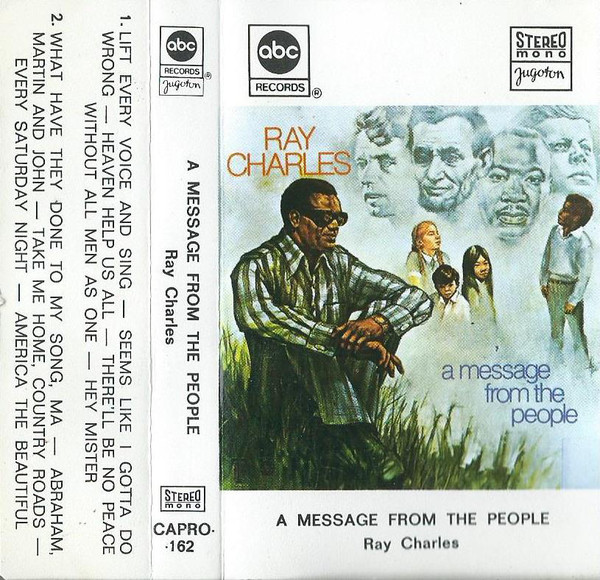 1. LIFT EVERY VOICE AND SING — SEEMS LIKE I GOTTA DO
WRONG — HEAVEN HELP US ALL — THERE'LL BE NO PEACE
WITHOUT ALL MEN AS ONE — HEY MISTER
2. WHAT HAVE THEY DONE TO MY SONG, MA — ABRAHAM,
MARTIN AND JOHN — TAKE ME HOME, COUNTRY ROADS —
EVERY SATURDAY NIGHT — AMERICA THE BEAUTIFUL
abc
RECORDS ®
Jugoton
A MESSAGE FROM THE PEOPLE
Ray Charles
STEREO
mono
CAPRO-
-162
abc
RECORDS ®
STEREO
mono
Jugoton
RAY
CHARLES
a message
from the
people
A MESSAGE FROM THE PEOPLE
Ray Charles